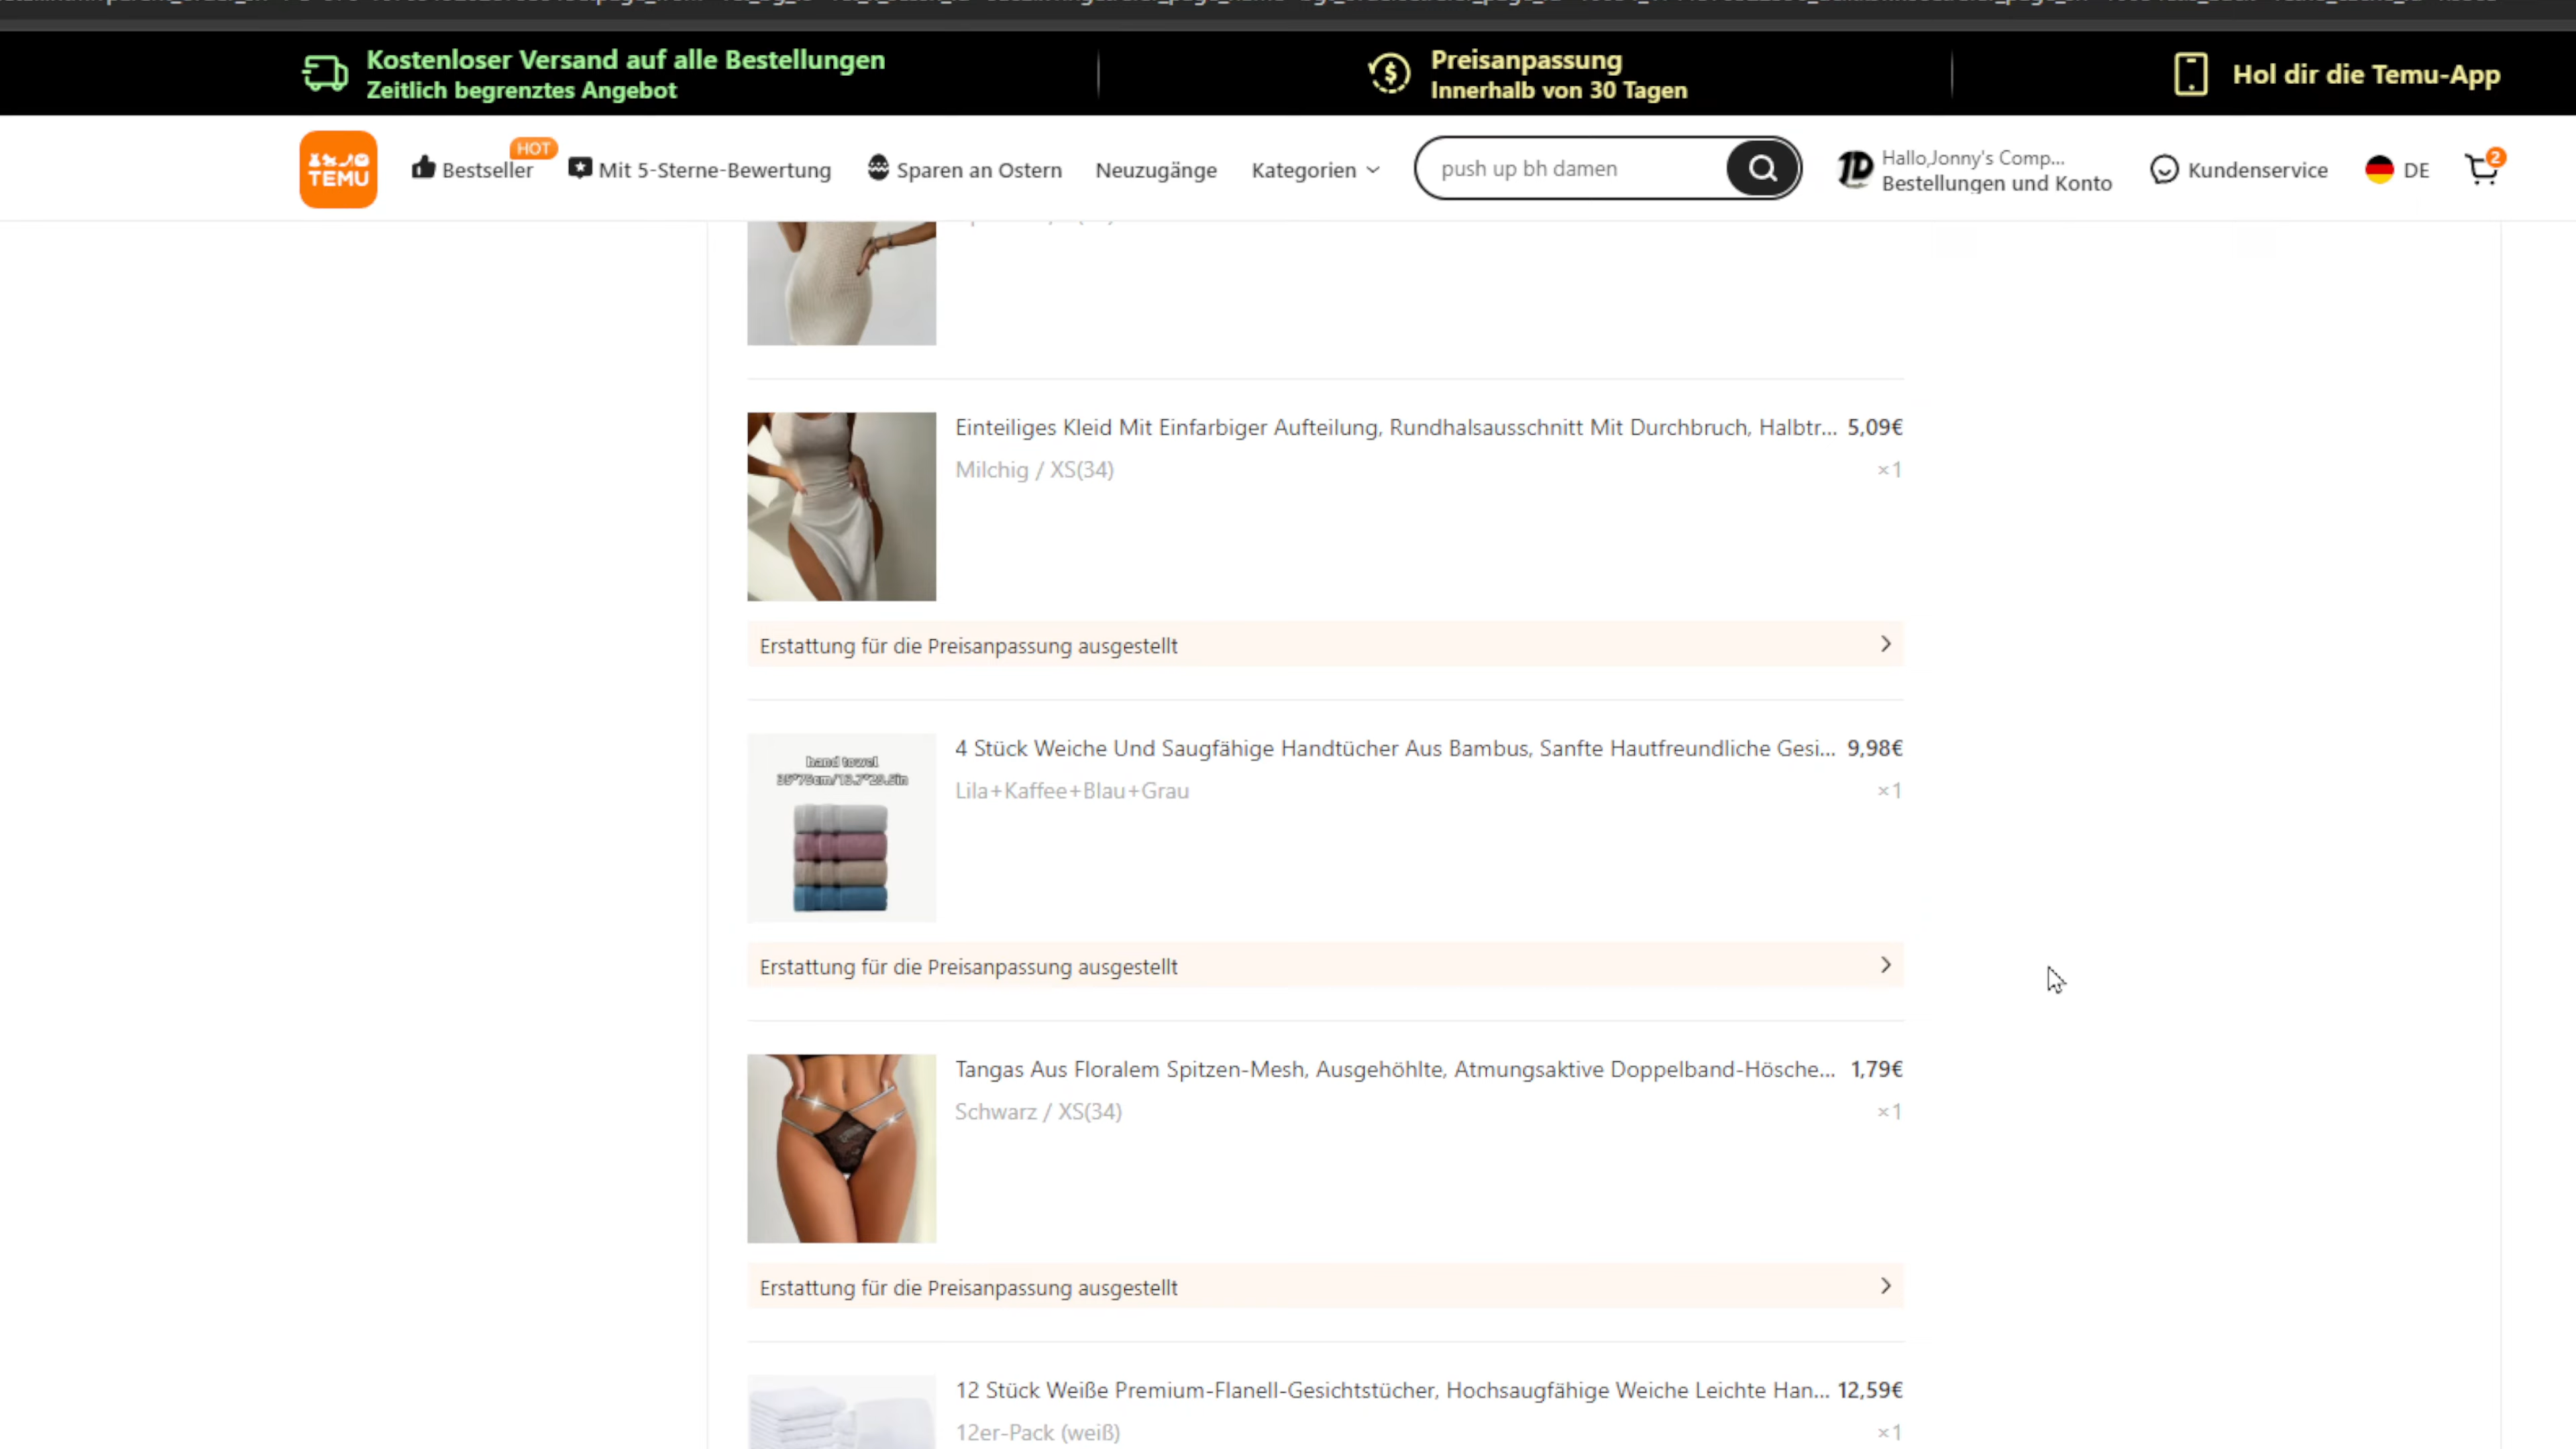 Kostenloser Versand auf alle Bestellungen
Zeitlich begrenztes Angebot
Preisanpassung
Innerhalb von 30 Tagen
Hol dir die Temu-App
TEMU
Bestseller
HOT
Mit 5-Sterne-Bewertung
Sparen an Ostern
Neuzugänge
Kategorien
push up bh damen
Hallo,Jonny's Comp...
Bestellungen und Konto
Kundenservice
DE
2
Einteiliges Kleid Mit Einfarbiger Aufteilung, Rundhalsausschnitt Mit Durchbruch, Halbtr... 5,09€
Milchig / XS(34) ×1
Erstattung für die Preisanpassung ausgestellt
hand towel
4 Stück Weiche Und Saugfähige Handtücher Aus Bambus, Sanfte Hautfreundliche Gesi... 9,98€
Lila+Kaffee+Blau+Grau ×1
Erstattung für die Preisanpassung ausgestellt
Tangas Aus Floralem Spitzen-Mesh, Ausgehöhlte, Atmungsaktive Doppelband-Hösche... 1,79€
Schwarz / XS(34) ×1
Erstattung für die Preisanpassung ausgestellt
12 Stück Weiße Premium-Flanell-Gesichtstücher, Hochsaugfähige Weiche Leichte Han... 12,59€
12er-Pack (weiß) ×1